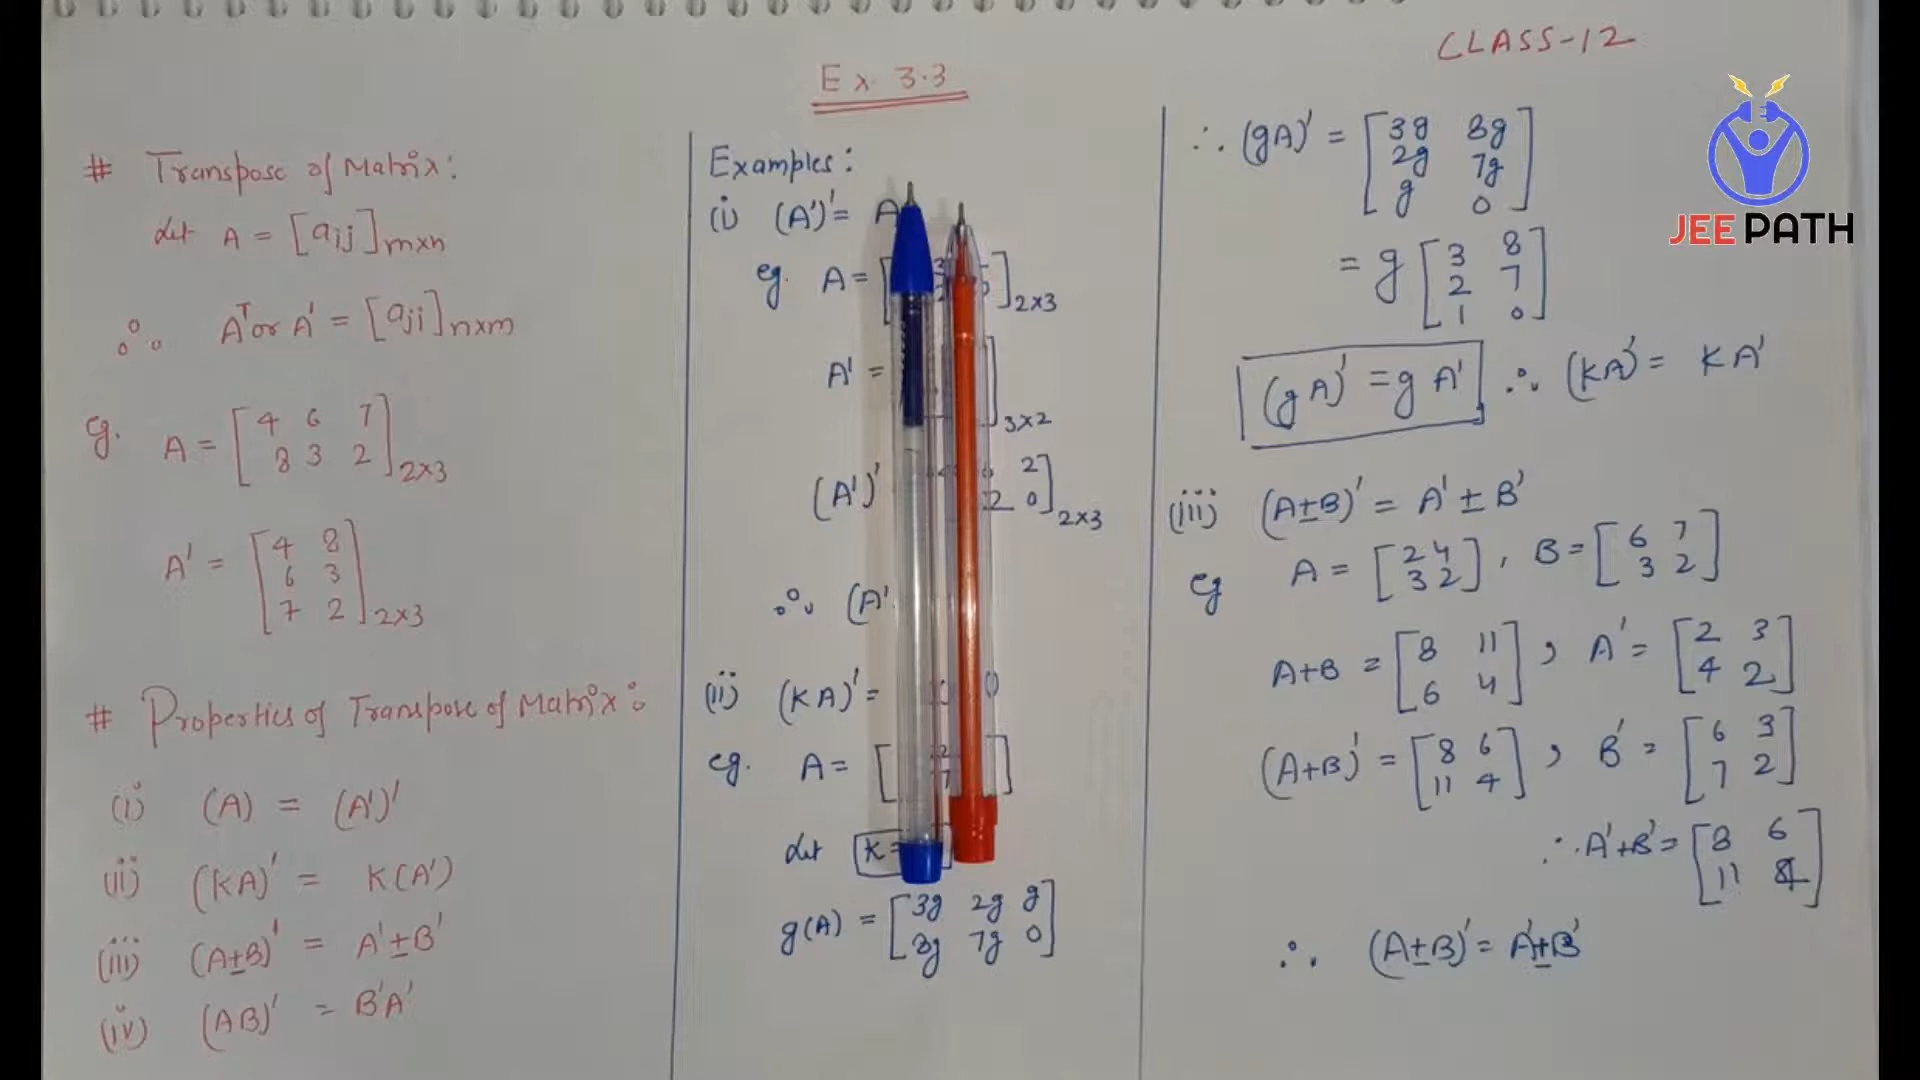 CLASS-12
Ex. 3.3
# Transpose of Matrix:
Let A = [aij]m×n
∴ Aᵀ or A' = [aji]n×m
eg. A = [4 6 7
8 3 2]2×3
A' = [4 8
6 3
7 2]2×3
# Properties of Transpose of Matrix:
(i) (A) = (A')'
(ii) (KA)' = K(A')
(iii) (A±B)' = A'±B'
(iv) (AB)' = B'A'
Examples:
(i) (A')' = A
eg. A = [ ]2×3
A' = [ ]3×2
(A')' 2
2 0]2×3
∴ (A'
(ii) (KA)' =
eg. A = [ ]
Let K=
g(A) = [3g 2g g
8g 7g 0]
∴ (gA)' = [3g 8g
2g 7g
g 0]
= g [3 8
2 7
1 0]
(gA)' = g A' ∴ (KA)' = KA'
(iii) (A±B)' = A' ± B'
eg A = [2 4
3 2], B = [6 7
3 2]
A+B = [8 11
6 4], A' = [2 3
4 2]
(A+B)' = [8 6
11 4], B' = [6 3
7 2]
∴ A'+B' = [8 6
11 4]
∴ (A±B)' = A'±B'
JEE PATH